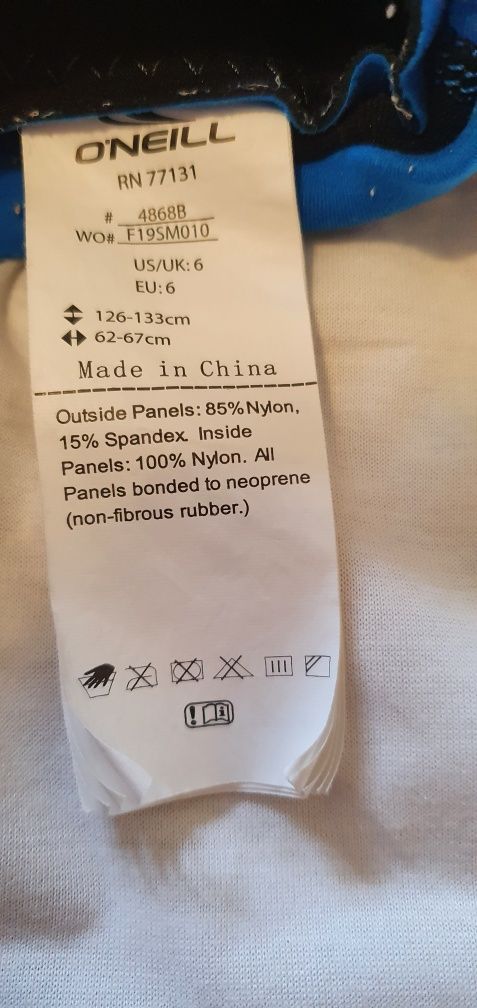 O'NEILL
RN 77131
# 4868B
WO# F19SM010
US/UK: 6
EU: 6
126-133cm
62-67cm
Made in China
Outside Panels: 85% Nylon,
15% Spandex. Inside
Panels: 100% Nylon. All
Panels bonded to neoprene
(non-fibrous rubber.)